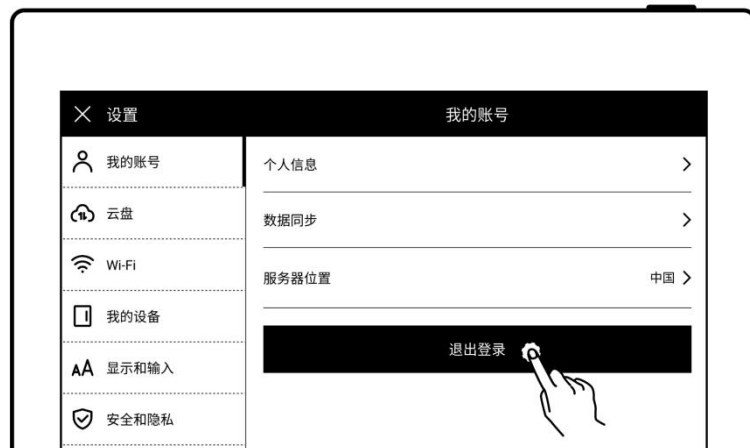 设置
我的账号
我的账号
云盘
Wi-Fi
我的设备
显示和输入
安全和隐私
个人信息
数据同步
服务器位置 中国
退出登录